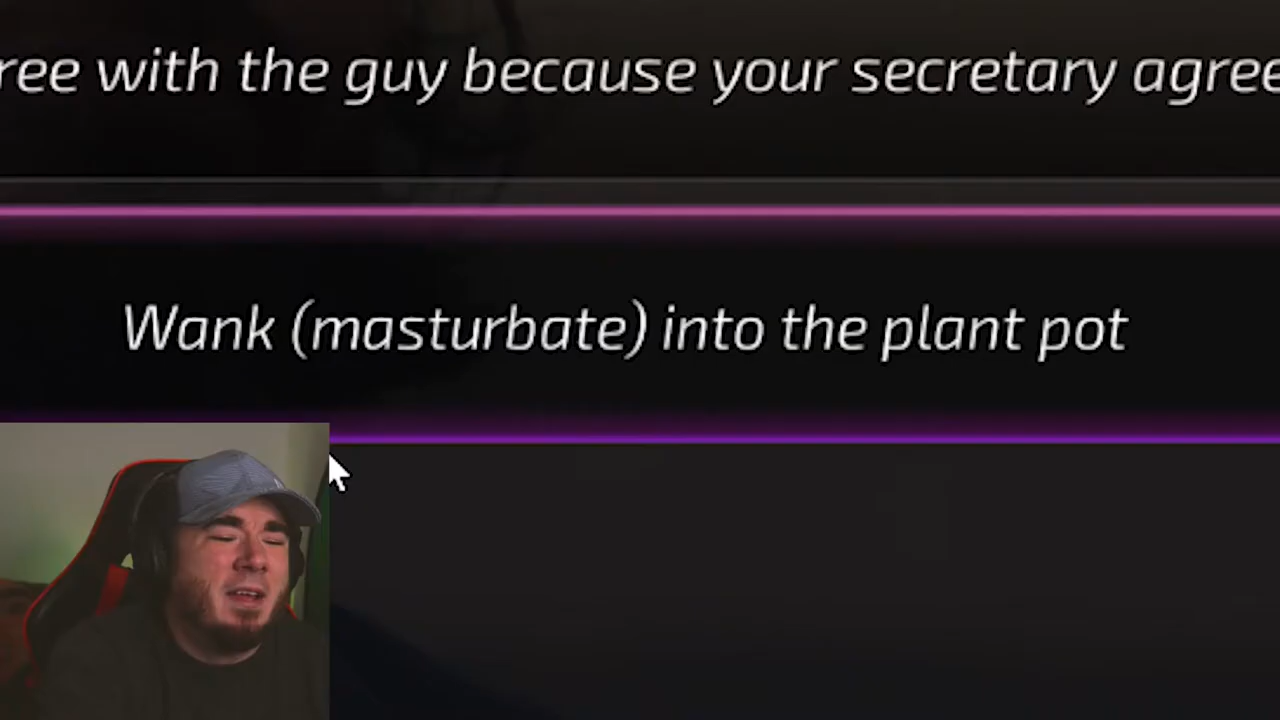 ree with the guy because your secretary agree
Wank (masturbate) into the plant pot